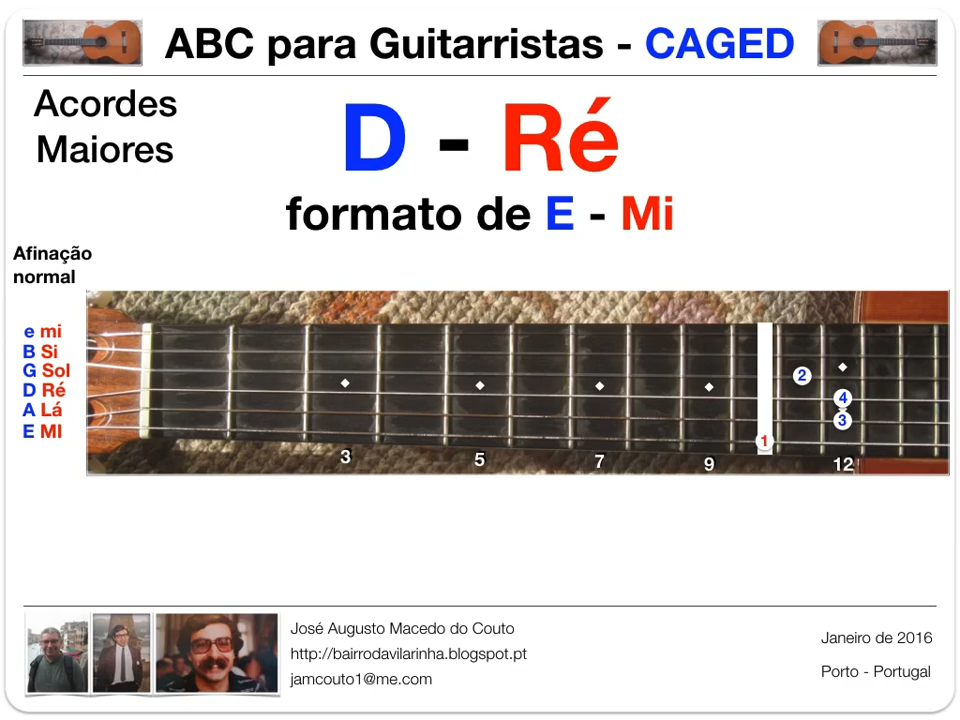 ABC para Guitarristas - CAGED
Acordes
Maiores
D - Ré
formato de E - Mi
Afinação
normal
e mi
B Si
G Sol
D Ré
A Lá
E MI
2
4
3
1
3
5
7
9
12
José Augusto Macedo do Couto
http://bairrodavilarinha.blogspot.pt
jamcouto1@me.com
Janeiro de 2016
Porto - Portugal